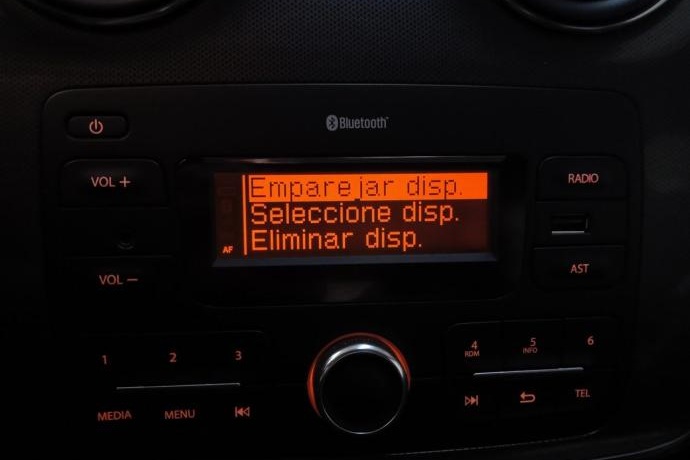 Bluetooth
VOL +
Emparejar disp.
RADIO
Seleccione disp.
Eliminar disp.
AF
VOL −
AST
1 2 3
4 5 6
RDM INFO
MEDIA MENU
TEL